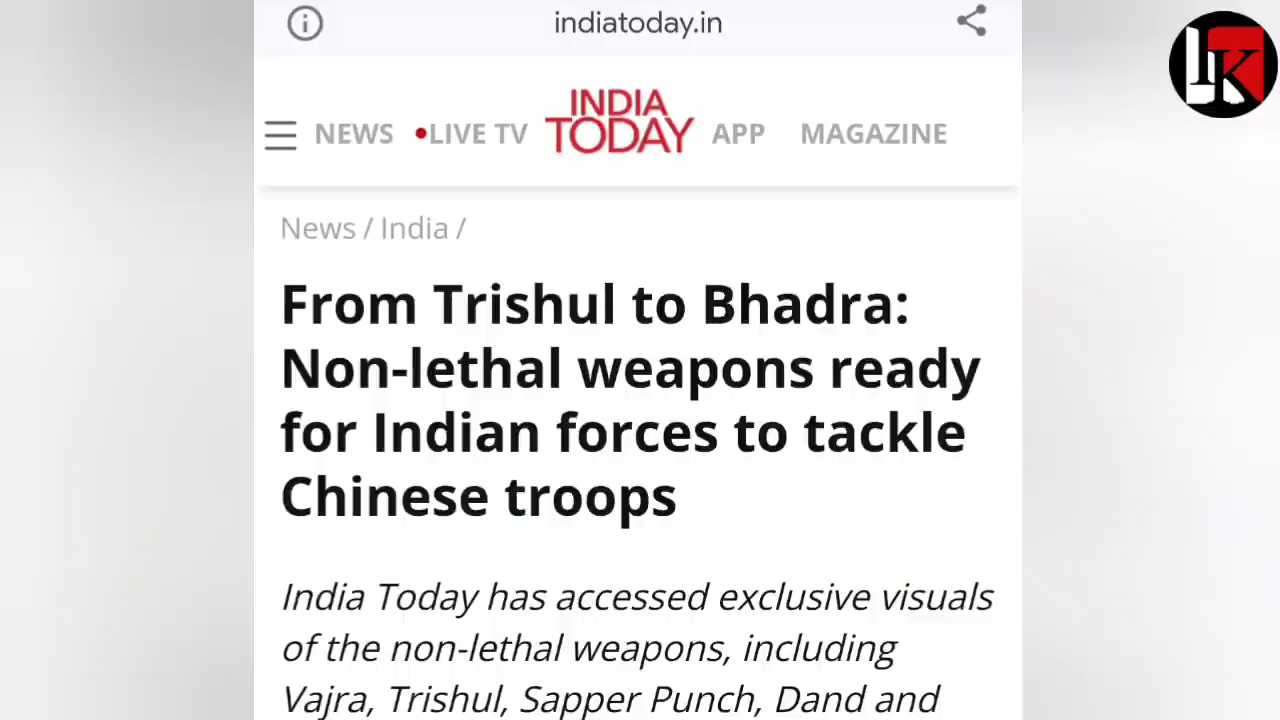 indiatoday.in
LK
NEWS LIVE TV INDIA TODAY APP MAGAZINE
News / India /
From Trishul to Bhadra:
Non-lethal weapons ready
for Indian forces to tackle
Chinese troops
India Today has accessed exclusive visuals
of the non-lethal weapons, including
Vajra, Trishul, Sapper Punch, Dand and